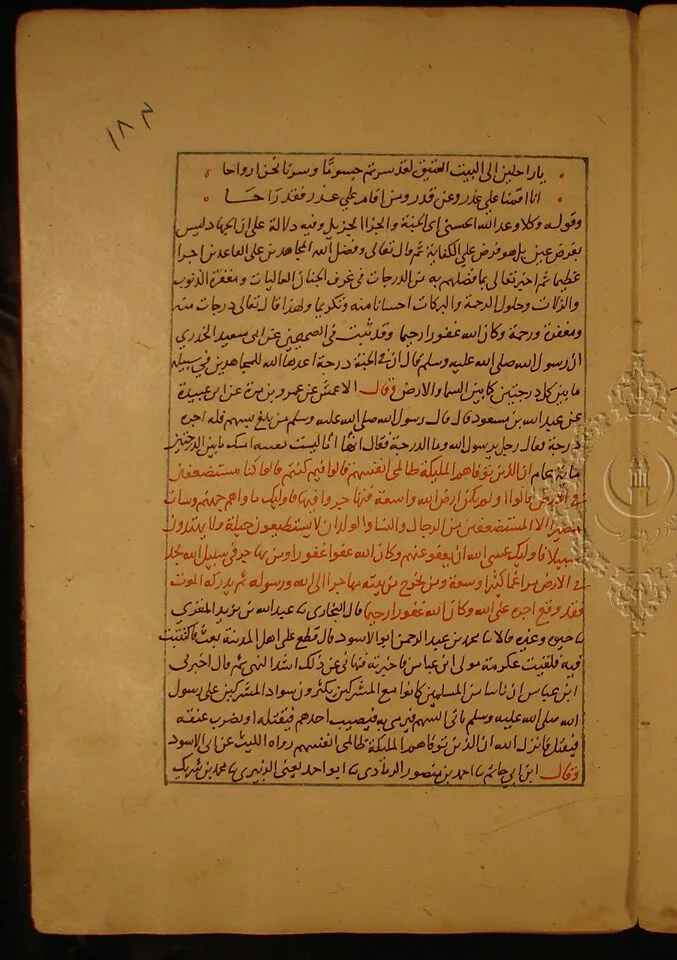 ١٨٢
يا راحلين الى البيت العتيق لقد سرتم جسوما وسرنا نحن ارواحا
انا اقمنا على عذر وعن قدر ومن اقام على عذر فقد راحا
وقوله وكلا وعد الله الحسنى اي الجنة والجزا الجزيل وفيه دلالة على ان الجهاد ليس
بفرض عين بل هو فرض على الكفاية ثم قال تعالى وفضل الله المجاهدين على القاعدين اجرا
عظيما ثم اخبر تعالى بما فضلهم به من الدرجات في غرف الجنان العاليات ومغفرة الذنوب
والزلات وحلول الرحمة والبركات احسانا منه وتكريما ولهذا قال تعالى درجات منه
ومغفرة ورحمة وكان الله غفورا رحيما وقد ثبت في الصحيحين عن ابي سعيد الخدري
ان رسول الله صلى الله عليه وسلم قال ان في الجنة درجة اعدها الله للمجاهدين في سبيله
ما بين كل درجتين كما بين السما والارض وقال الاعمش عن عمرو بن مرة عن ابي عبيدة
عن عبد الله بن مسعود قال قال رسول الله صلى الله عليه وسلم من بلغ بسهم فله اجره
درجة فقال رجل يرسول الله وما الدرجة فقال انها ليست بعتبة امك ما بين الدرجتين
ماية عام ان الذين توفاهم المليكة ظالمي انفسهم قالوا فيم كنتم قالوا كنا مستضعفين
في الارض قالوا الم تكن ارض الله واسعة فتهاجروا فيها فاوليك ماواهم جهنم وسات
مصيرا الا المستضعفين من الرجال والنسا والولدان لا يستطيعون حيلة ولا يهتدون
سبيلا فاوليك عسى الله ان يعفو عنهم وكان الله عفوا غفورا ومن يهاجر في سبيل الله يجد
في الارض مراغما كثيرا وسعة ومن يخرج من بيته مهاجرا الى الله ورسوله ثم يدركه الموت
فقد وقع اجره على الله وكان الله غفورا رحيما قال البخاري ثنا عبد الله بن يزيد المقري
ثنا حيوة وغيره قالا ثنا محمد بن عبد الرحمن ابو الاسود قال قطع على اهل المدينة بعث فاكتتبت
فيه فلقيت عكرمة مولى ابن عباس فاخبرته فنهاني عن ذلك اشد النهي ثم قال اخبرني
ابن عباس ان ناسا من المسلمين كانوا مع المشركين يكثرون سواد المشركين على رسول
الله صلى الله عليه وسلم ياتي السهم فيرمى به فيصيب احدهم فيقتله او يضرب عنقه
فيقتل فانزل الله ان الذين توفاهم المليكة ظالمي انفسهم رواه الليث عن ابي الاسود
وقال ابن ابي حاتم ثنا احمد بن منصور الرمادي ثنا ابو احمد يعني الزبيري ثنا محمد بن شريك